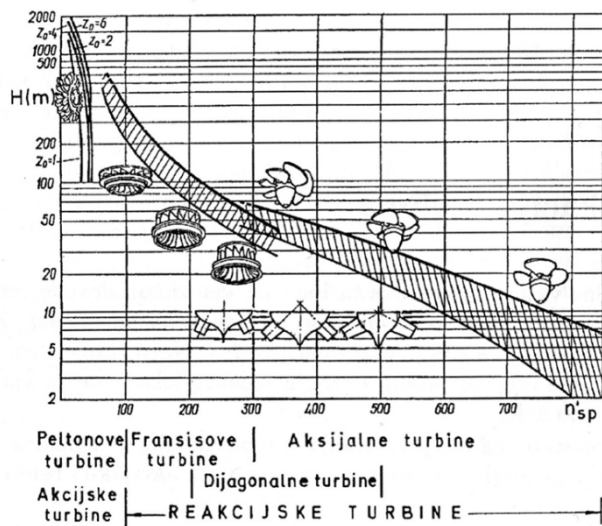 2000
Z₀=4
Z₀=6
1000
Z₀=2
500
H(m)
200
Z₀=1
100
50
20
10
5
2
100 200 300 400 500 600 700 n'sp
Peltonove turbine
Fransisove turbine
Aksijalne turbine
Dijagonalne turbine
Akcijske turbine
REAKCIJSKE TURBINE